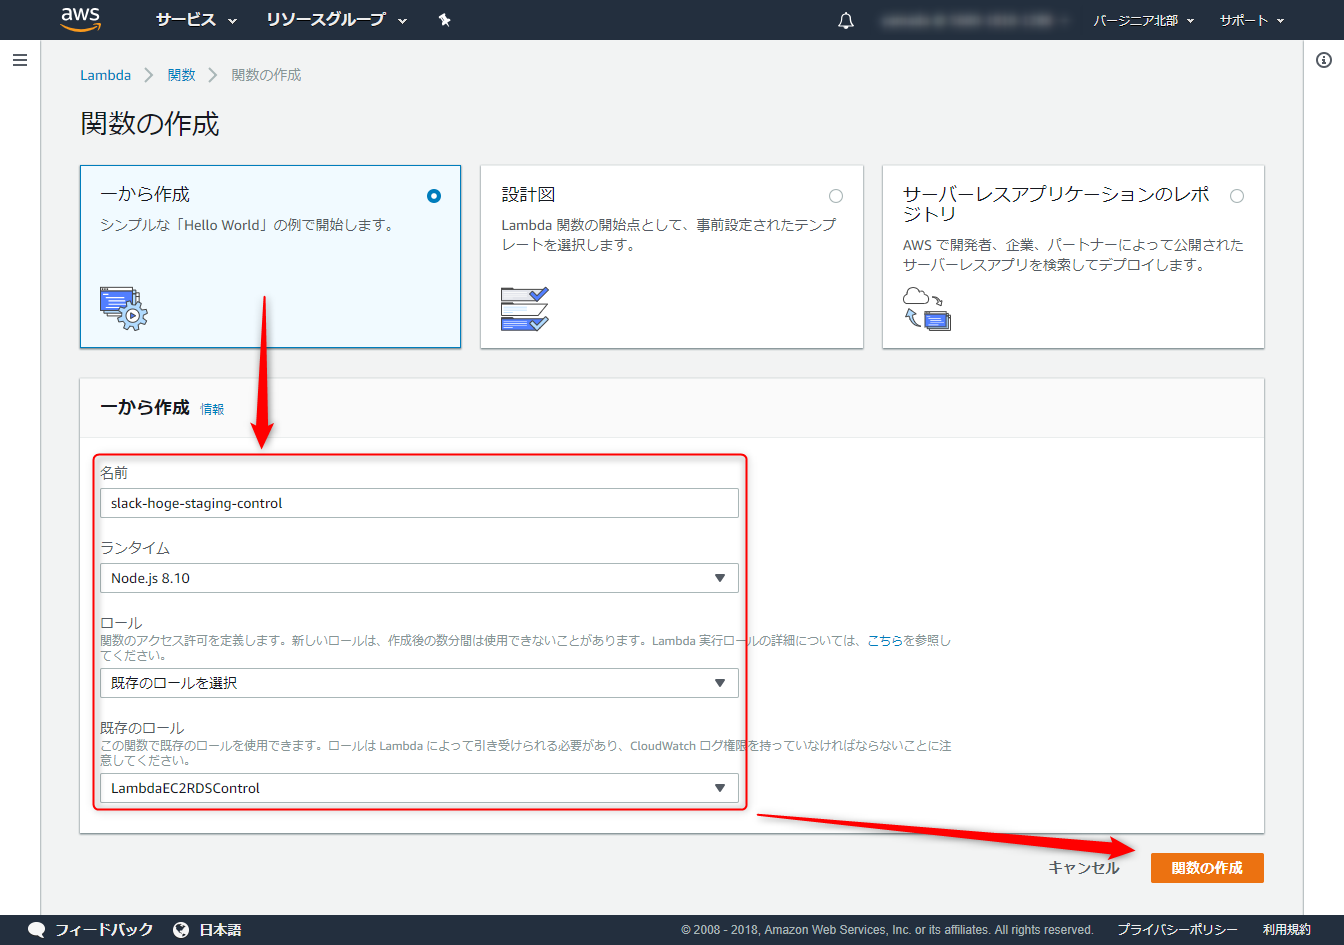 aws サービス リソースグループ バージニア北部 サポート
Lambda 関数 関数の作成
関数の作成
一から作成
シンプルな「Hello World」の例で開始します。
設計図
Lambda 関数の開始点として、事前設定されたテンプ
レートを選択します。
サーバーレスアプリケーションのレポ
ジトリ
AWS で開発者、企業、パートナーによって公開された
サーバーレスアプリを検索してデプロイします。
一から作成 情報
名前
slack-hoge-staging-control
ランタイム
Node.js 8.10
ロール
関数のアクセス許可を定義します。新しいロールは、作成後の数分間は使用できないことがあります。Lambda 実行ロールの詳細については、こちらを参照し
てください。
既存のロールを選択
既存のロール
この関数で既存のロールを使用できます。ロールは Lambda によって引き受けられる必要があり、CloudWatch ログ権限を持っていなければならないことに注
意してください。
LambdaEC2RDSControl
キャンセル 関数の作成
フィードバック 日本語 © 2008 - 2018, Amazon Web Services, Inc. or its affiliates. All rights reserved. プライバシーポリシー 利用規約